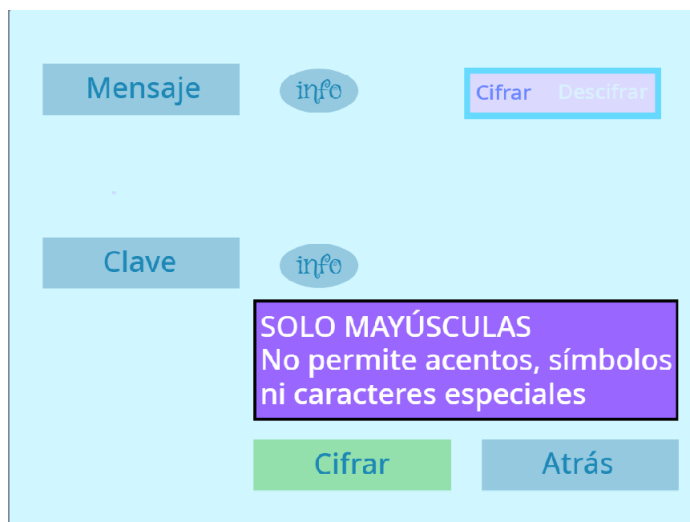 Mensaje
info
Cifrar Descifrar
Clave
info
SOLO MAYÚSCULAS
No permite acentos, símbolos
ni caracteres especiales
Cifrar
Atrás